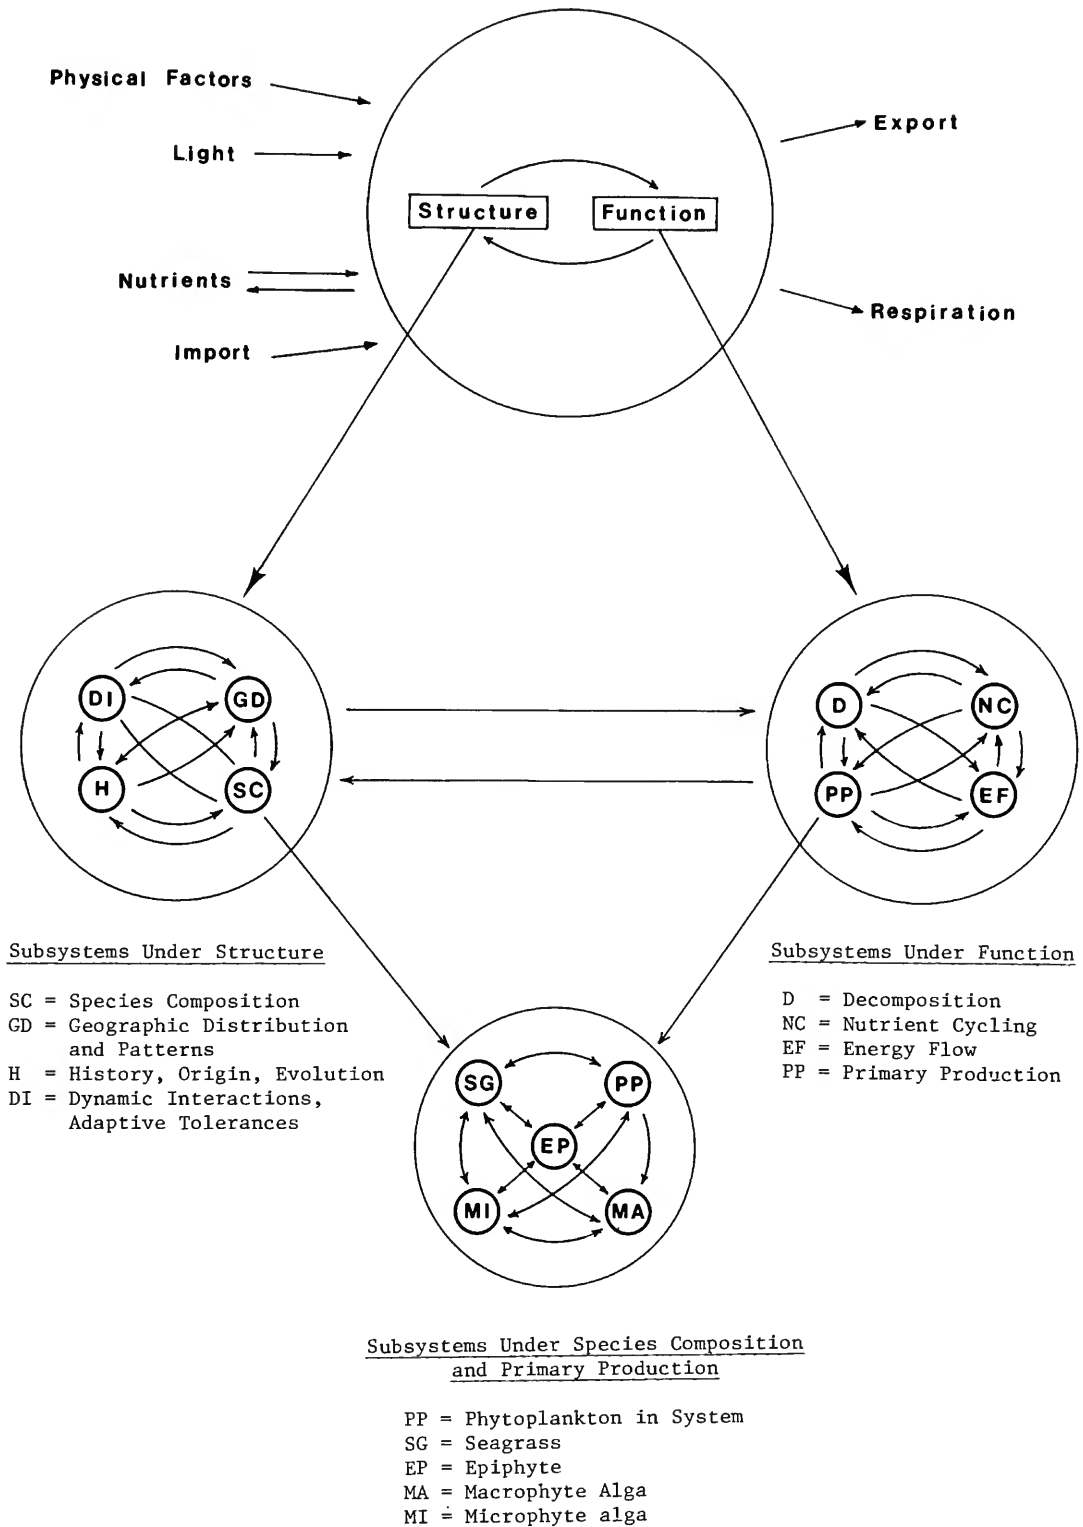 Physical Factors
Light
Export
Structure
Function
Nutrients
Respiration
Import
DI
GD
H
SC
D
NC
PP
EF
Subsystems Under Structure
SC = Species Composition
GD = Geographic Distribution
and Patterns
H = History, Origin, Evolution
DI = Dynamic Interactions,
Adaptive Tolerances
Subsystems Under Function
D = Decomposition
NC = Nutrient Cycling
EF = Energy Flow
PP = Primary Production
SG
PP
EP
MI
MA
Subsystems Under Species Composition
and Primary Production
PP = Phytoplankton in System
SG = Seagrass
EP = Epiphyte
MA = Macrophyte Alga
MI = Microphyte alga